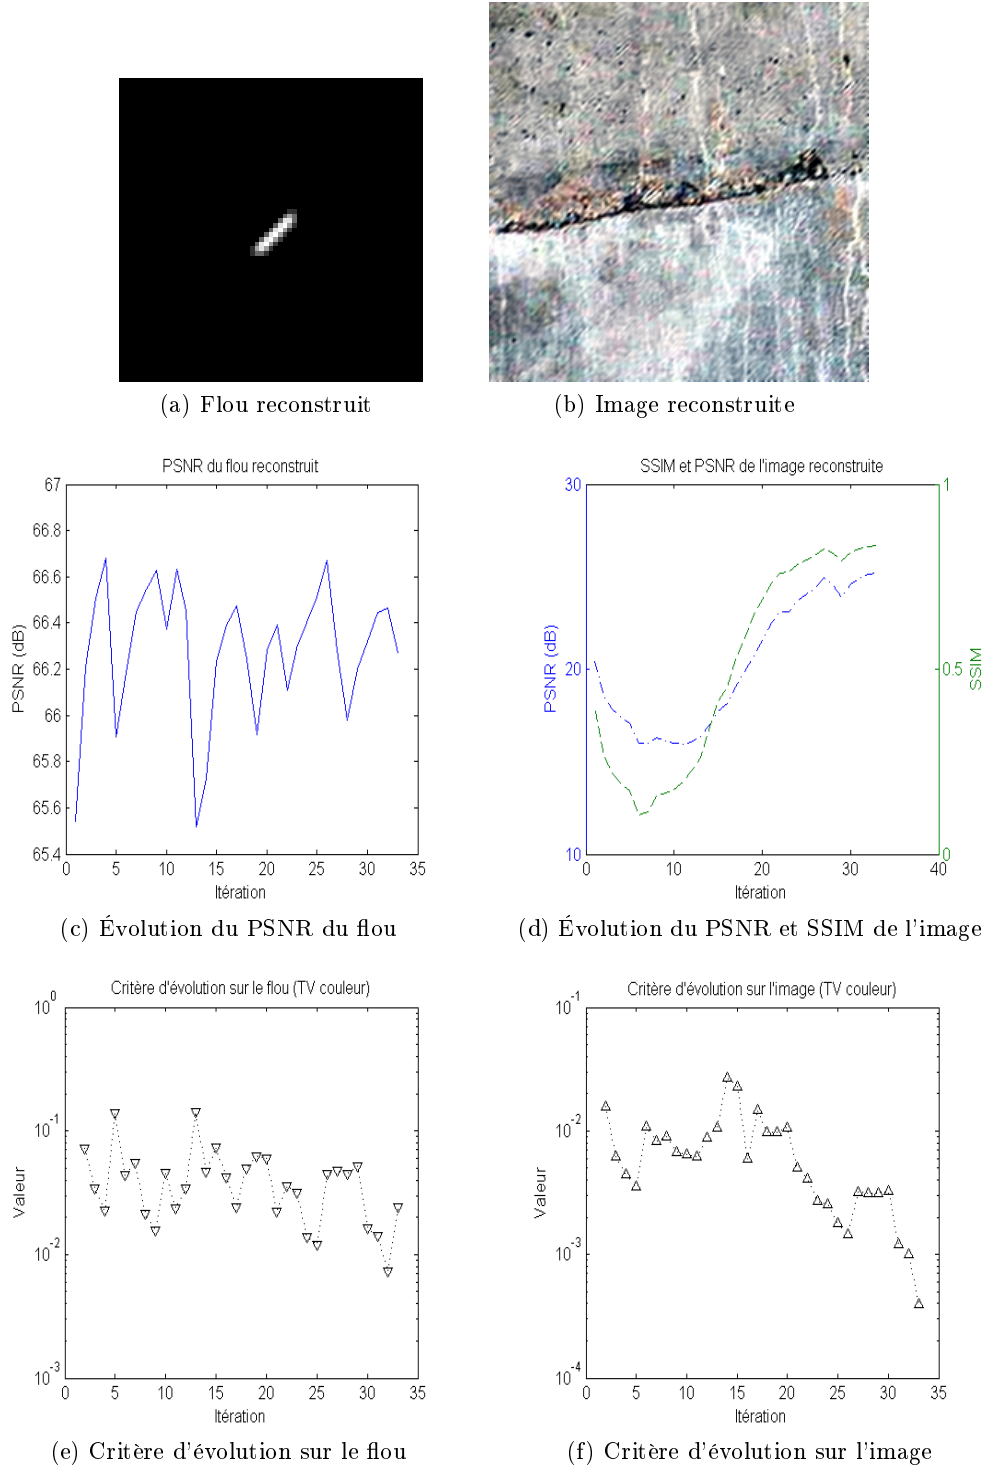 (a) Flou reconstruit
(b) Image reconstruite
PSNR du flou reconstruit
67
66.8
66.6
66.4
66.2
66
65.8
65.6
65.4
PSNR (dB)
0 5 10 15 20 25 30 35
Itération
(c) Évolution du PSNR du flou
SSIM et PSNR de l'image reconstruite
30
20
10
PSNR (dB)
1
0.5
0
SSIM
0 10 20 30 40
Itération
(d) Évolution du PSNR et SSIM de l'image
Critère d'évolution sur le flou (TV couleur)
10^0
10^-1
10^-2
10^-3
Valeur
0 5 10 15 20 25 30 35
Itération
(e) Critère d'évolution sur le flou
Critère d'évolution sur l'image (TV couleur)
10^-1
10^-2
10^-3
10^-4
Valeur
0 5 10 15 20 25 30 35
Itération
(f) Critère d'évolution sur l'image